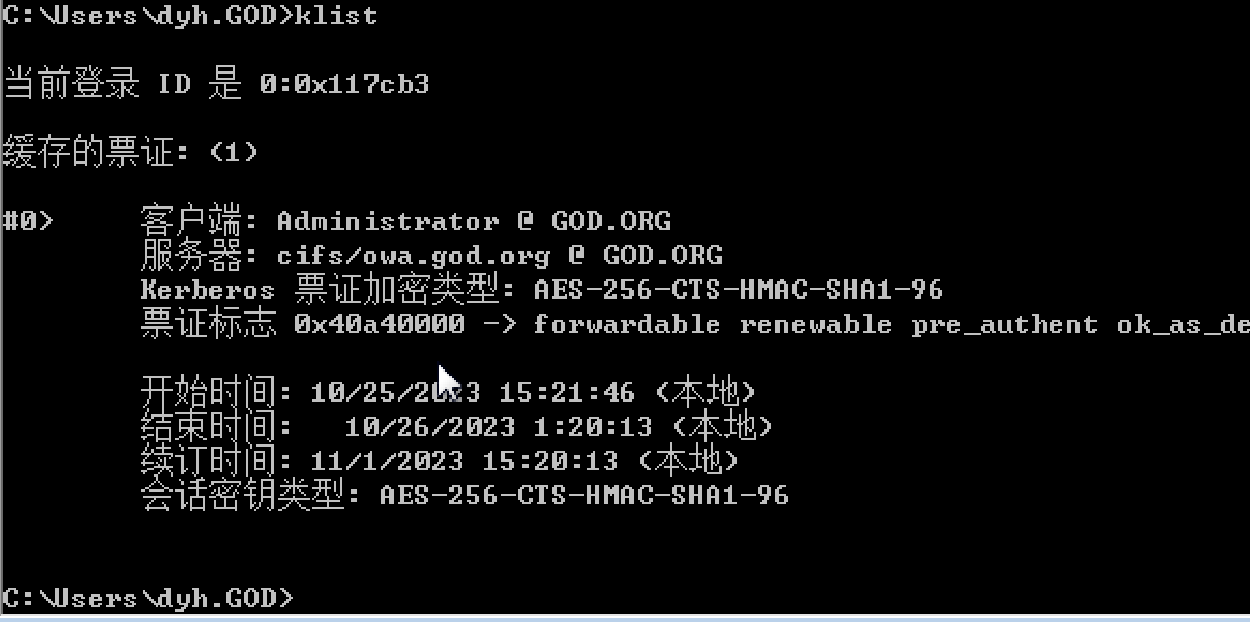 C:\Users\dyh.GOD>klist
当前登录 ID 是 0:0x117cb3
缓存的票证: (1)
#0> 客户端: Administrator @ GOD.ORG
服务器: cifs/owa.god.org @ GOD.ORG
Kerberos 票证加密类型: AES-256-CTS-HMAC-SHA1-96
票证标志 0x40a40000 -> forwardable renewable pre_authent ok_as_de
开始时间: 10/25/2023 15:21:46 (本地)
结束时间: 10/26/2023 1:20:13 (本地)
续订时间: 11/1/2023 15:20:13 (本地)
会话密钥类型: AES-256-CTS-HMAC-SHA1-96
C:\Users\dyh.GOD>